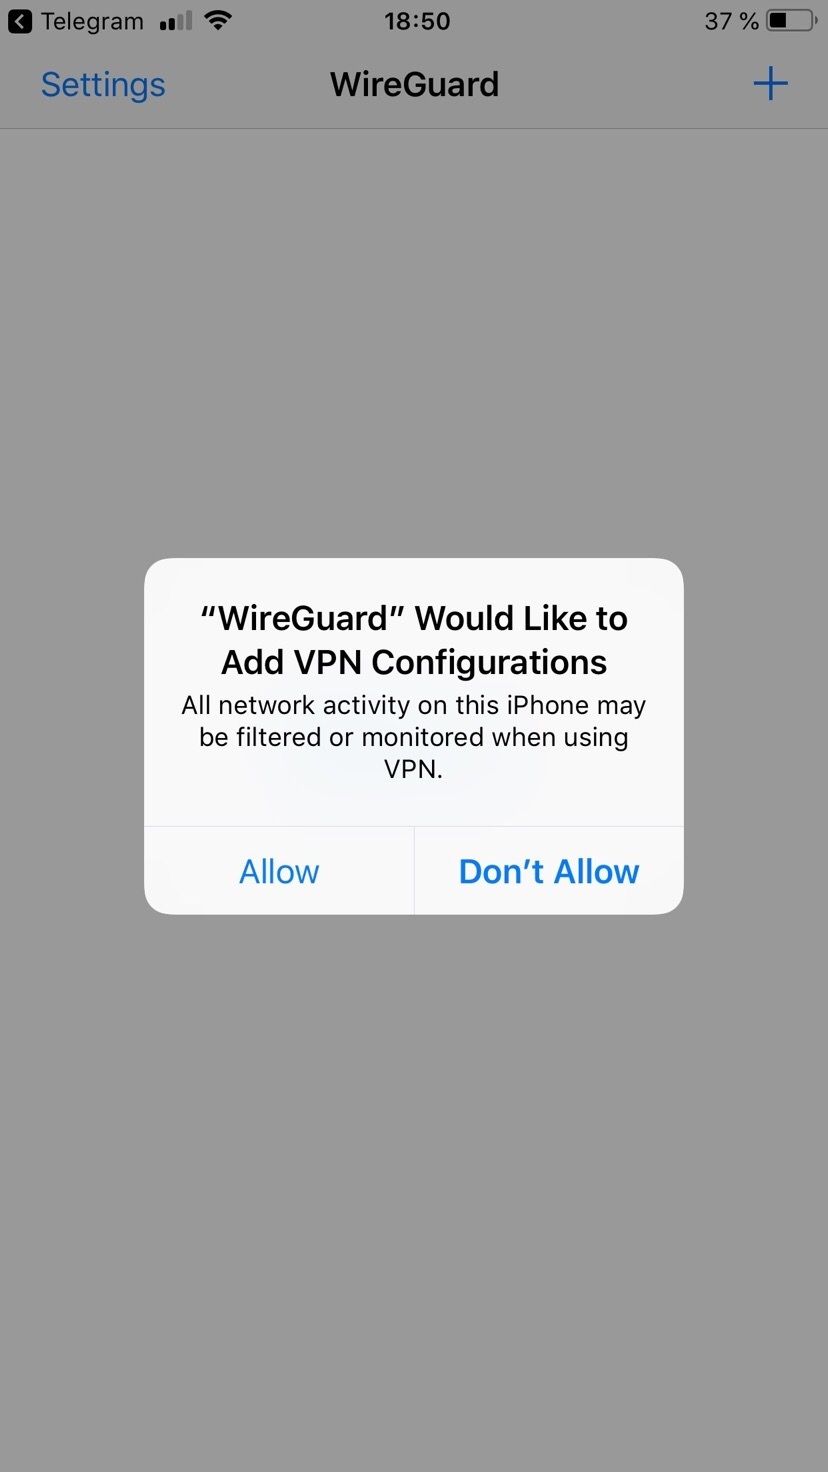 Telegram 18:50 37 %
Settings WireGuard +
“WireGuard” Would Like to
Add VPN Configurations
All network activity on this iPhone may
be filtered or monitored when using
VPN.
Allow Don’t Allow